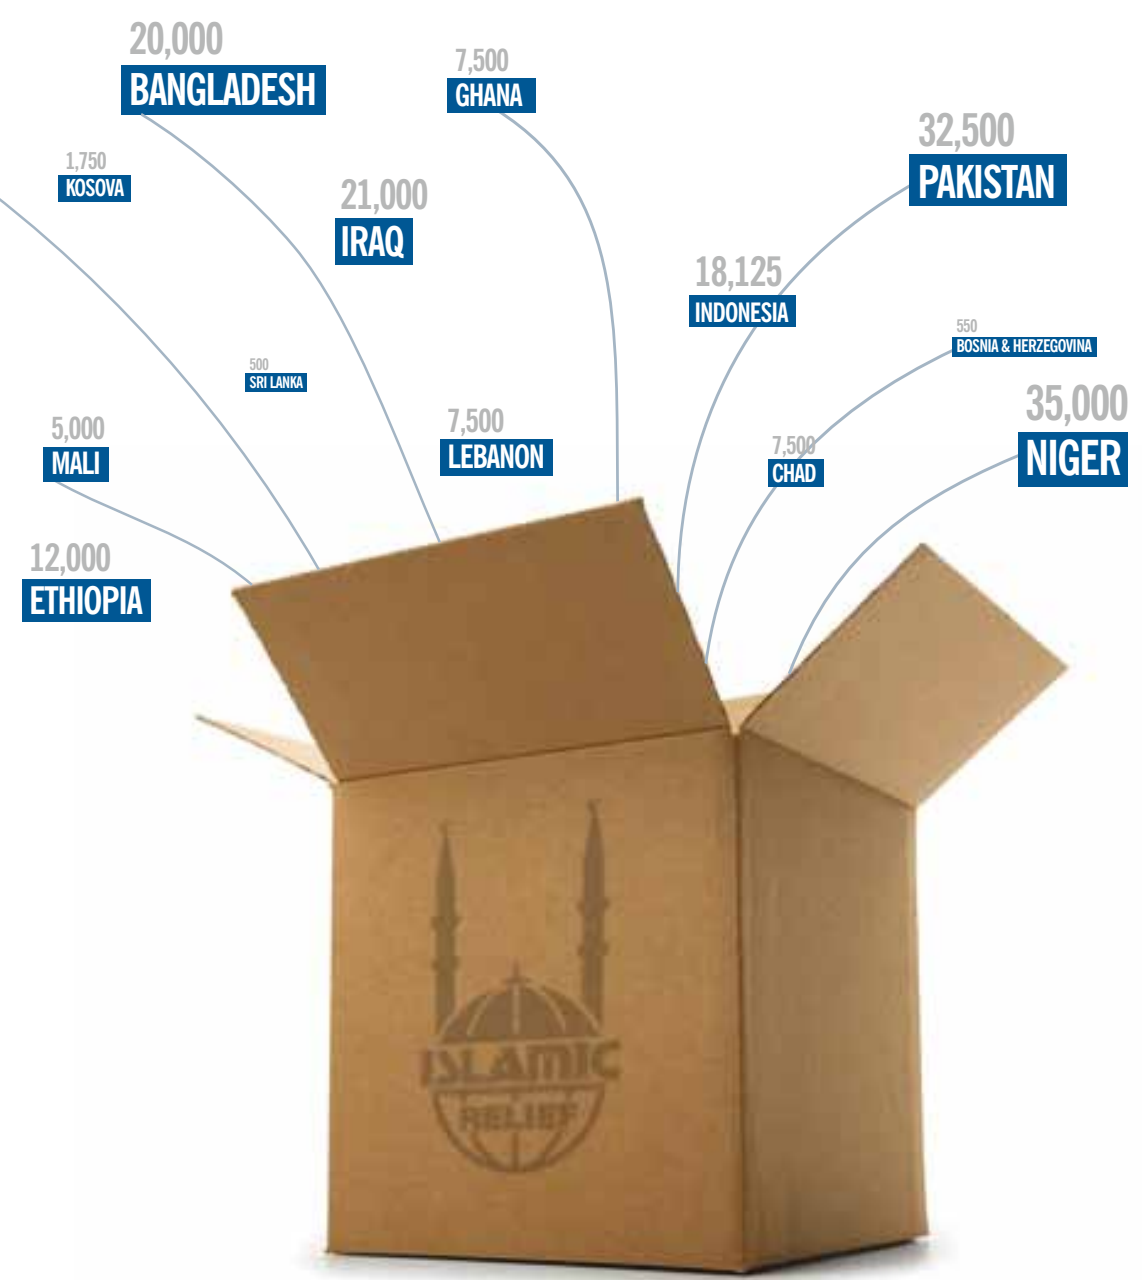 20,000
BANGLADESH
7,500
GHANA
32,500
PAKISTAN
1,750
KOSOVA
21,000
IRAQ
18,125
INDONESIA
550
BOSNIA & HERZEGOVINA
500
SRI LANKA
35,000
NIGER
5,000
MALI
7,500
LEBANON
7,500
CHAD
12,000
ETHIOPIA
ISLAMIC
RELIEF